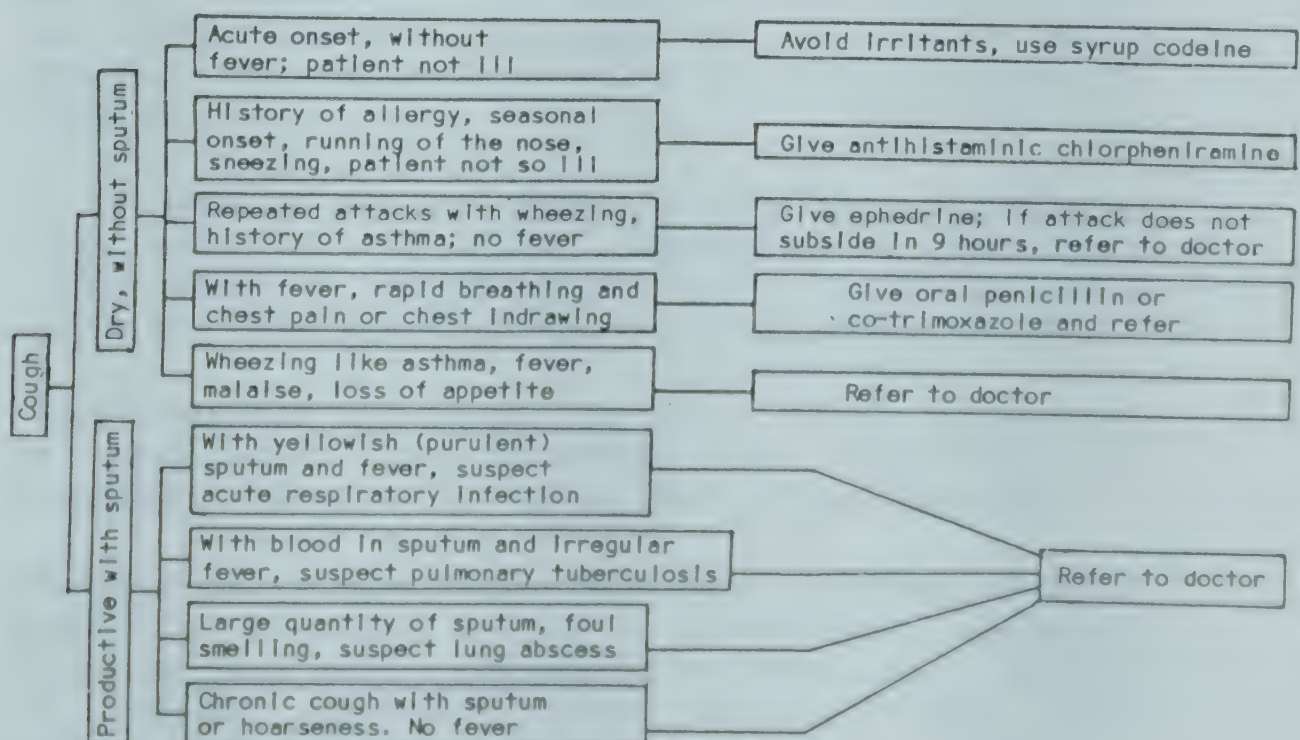 Cough
Dry, without sputum
Acute onset, without
fever; patient not ill
Avoid irritants, use syrup codeine
History of allergy, seasonal
onset, running of the nose,
sneezing, patient not so ill
Give antihistaminic chlorpheniramine
Repeated attacks with wheezing,
history of asthma; no fever
Give ephedrine; if attack does not
subside in 9 hours, refer to doctor
With fever, rapid breathing and
chest pain or chest indrawing
Give oral penicillin or
co-trimoxazole and refer
Wheezing like asthma, fever,
malaise, loss of appetite
Refer to doctor
Productive with sputum
With yellowish (purulent)
sputum and fever, suspect
acute respiratory infection
With blood in sputum and irregular
fever, suspect pulmonary tuberculosis
Large quantity of sputum, foul
smelling, suspect lung abscess
Chronic cough with sputum
or hoarseness. No fever
Refer to doctor